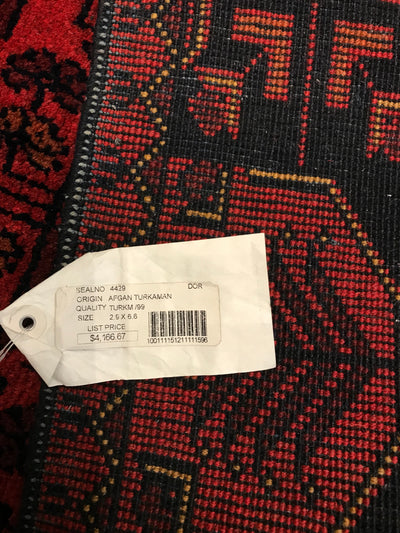 SEALNO 4429 DOR
ORIGIN AFGAN TURKAMAN
QUALITY TURKM /99
SIZE 2.9 X 6.6
LIST PRICE
$4,166.67
1001111512111111596